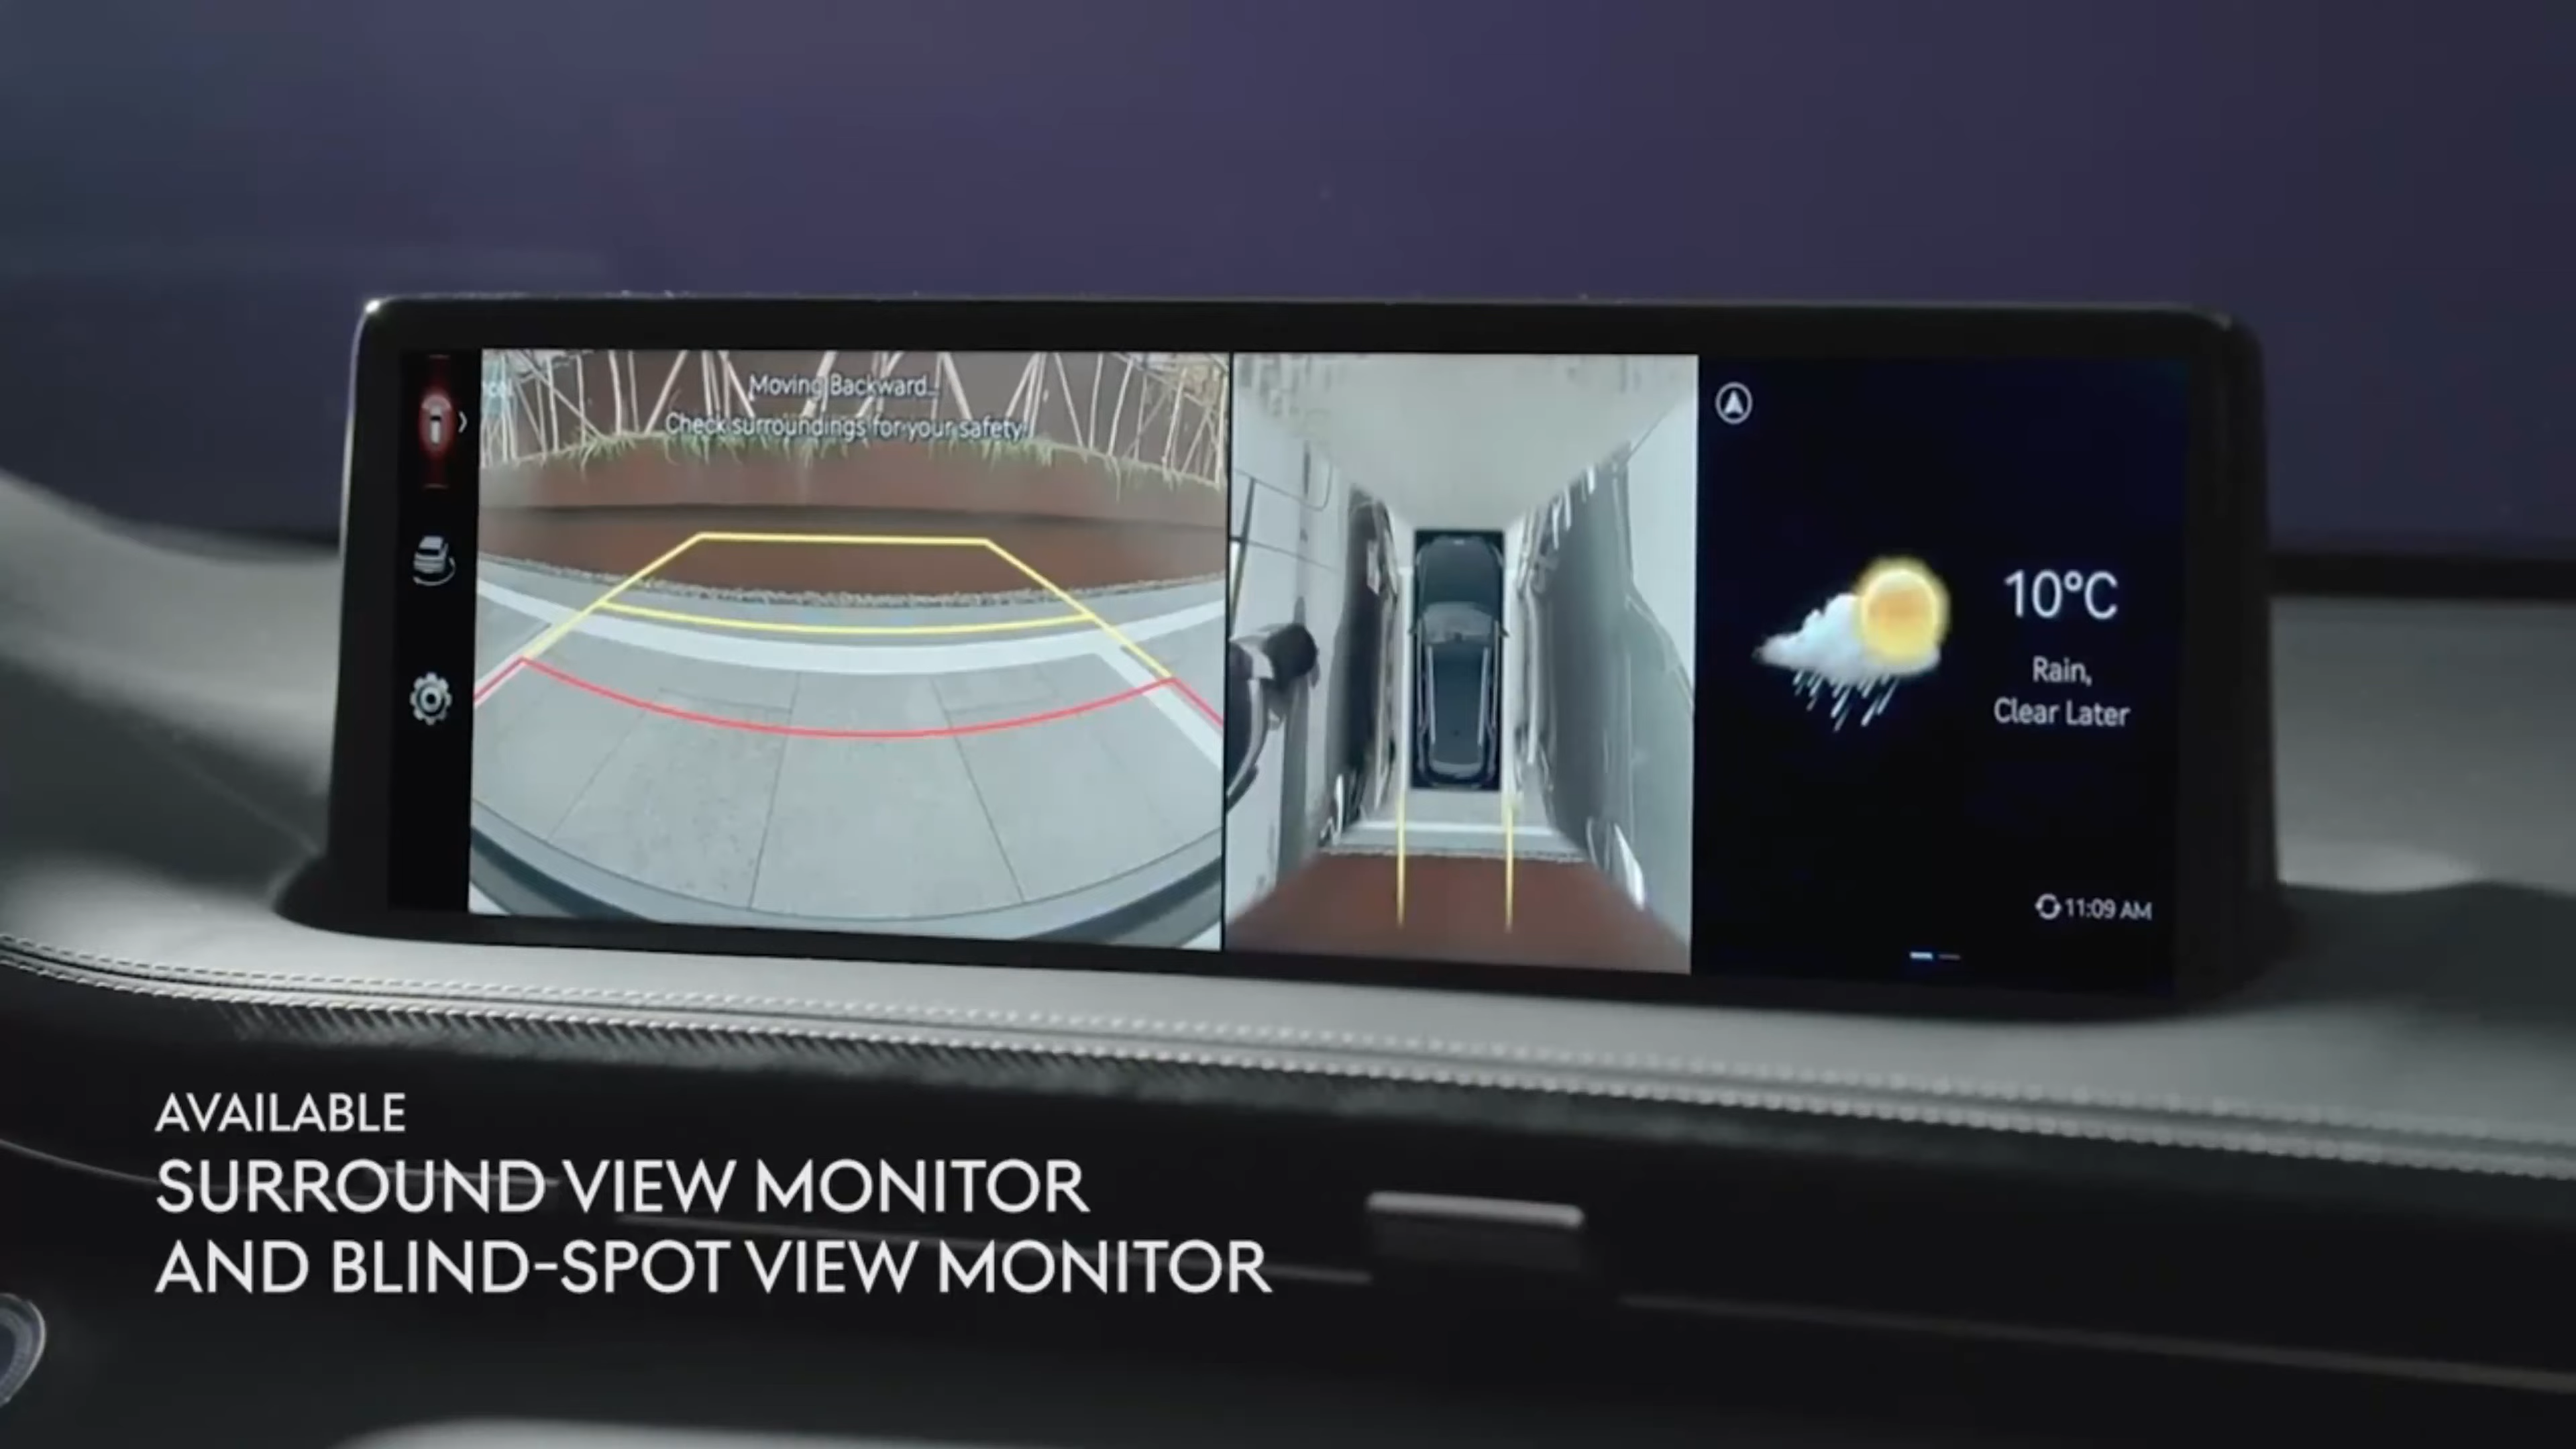 Moving Backward...
Check surroundings for your safety!
10°C
Rain,
Clear Later
11:09 AM
AVAILABLE
SURROUND VIEW MONITOR
AND BLIND-SPOT VIEW MONITOR